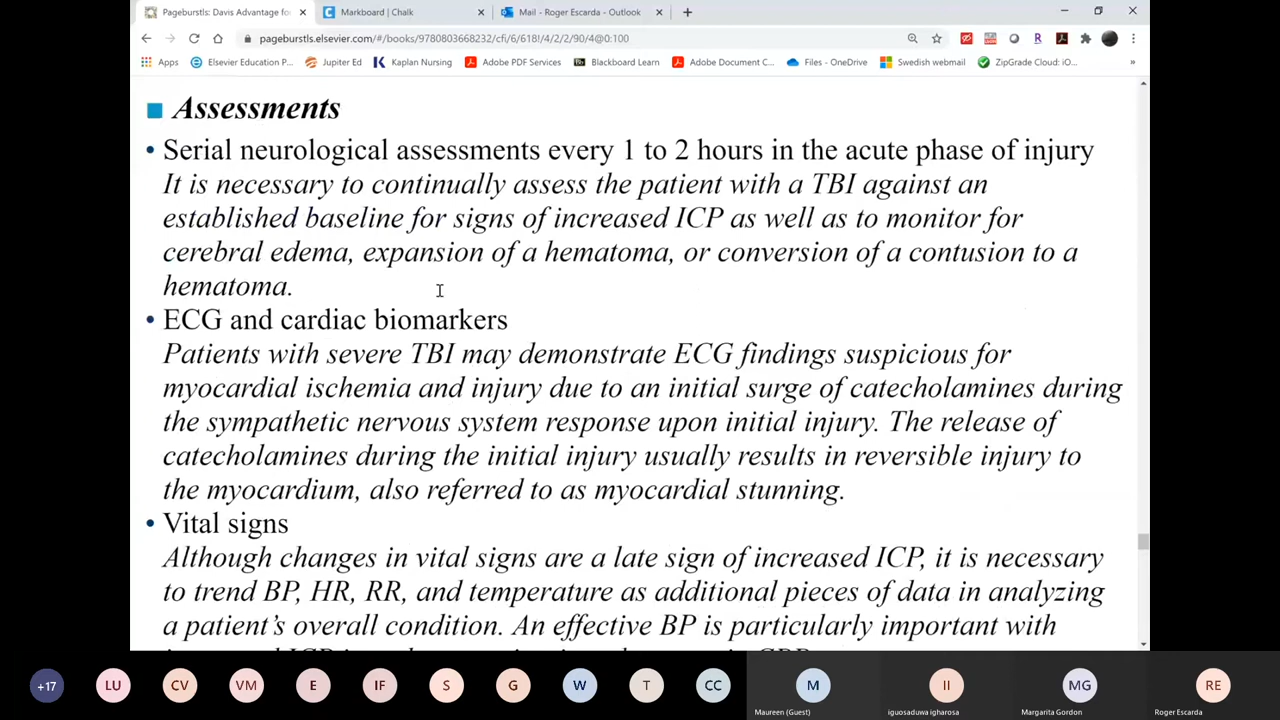 Pageburstls: Davis Advantage fo
Markboard | Chalk
Mail - Roger Escarda - Outlook
pageburstls.elsevier.com/#/books/9780803668232/cfi/6/618!/4/2/2/90/4@0:100
Apps
Elsevier Education P...
Jupiter Ed
Kaplan Nursing
Adobe PDF Services
Blackboard Learn
Adobe Document C...
Files - OneDrive
Swedish webmail
ZipGrade Cloud: iO...
»
Assessments
• Serial neurological assessments every 1 to 2 hours in the acute phase of injury
It is necessary to continually assess the patient with a TBI against an
established baseline for signs of increased ICP as well as to monitor for
cerebral edema, expansion of a hematoma, or conversion of a contusion to a
hematoma.
• ECG and cardiac biomarkers
Patients with severe TBI may demonstrate ECG findings suspicious for
myocardial ischemia and injury due to an initial surge of catecholamines during
the sympathetic nervous system response upon initial injury. The release of
catecholamines during the initial injury usually results in reversible injury to
the myocardium, also referred to as myocardial stunning.
• Vital signs
Although changes in vital signs are a late sign of increased ICP, it is necessary
to trend BP, HR, RR, and temperature as additional pieces of data in analyzing
a patient's overall condition. An effective BP is particularly important with
+17
LU
CV
VM
E
IF
S
G
W
T
CC
M
II
MG
RE
Maureen (Guest)
iguosaduwa igharosa
Margarita Gordon
Roger Escarda